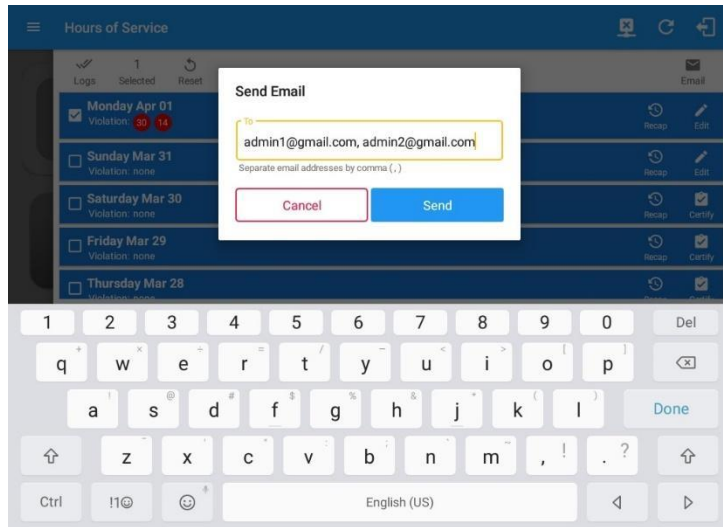 Hours of Service
1
Logs Selected Reset Email
Monday Apr 01
Violation: 30 14
Recap Edit
Sunday Mar 31
Violation: none
Recap Edit
Saturday Mar 30
Violation: none
Recap Certify
Friday Mar 29
Violation: none
Recap Certify
Thursday Mar 28
Violation: none
Send Email
To
admin1@gmail.com, admin2@gmail.com
Separate email addresses by comma (,)
Cancel Send
1 2 3 4 5 6 7 8 9 0 Del
+ × ÷ = / _ < > [ ]
q w e r t y u i o p
! @ # $ % ^ & * ( )
a s d f g h j k l Done
z x c v b n m , ! . ?
Ctrl !1☺ English (US)